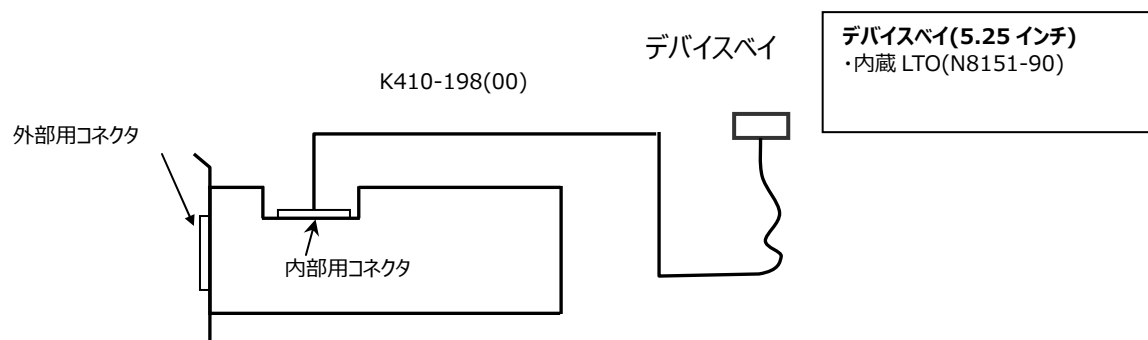 デバイスベイ
デバイスベイ(5.25 インチ)
・内蔵 LTO(N8151-90)
K410-198(00)
外部用コネクタ
内部用コネクタ